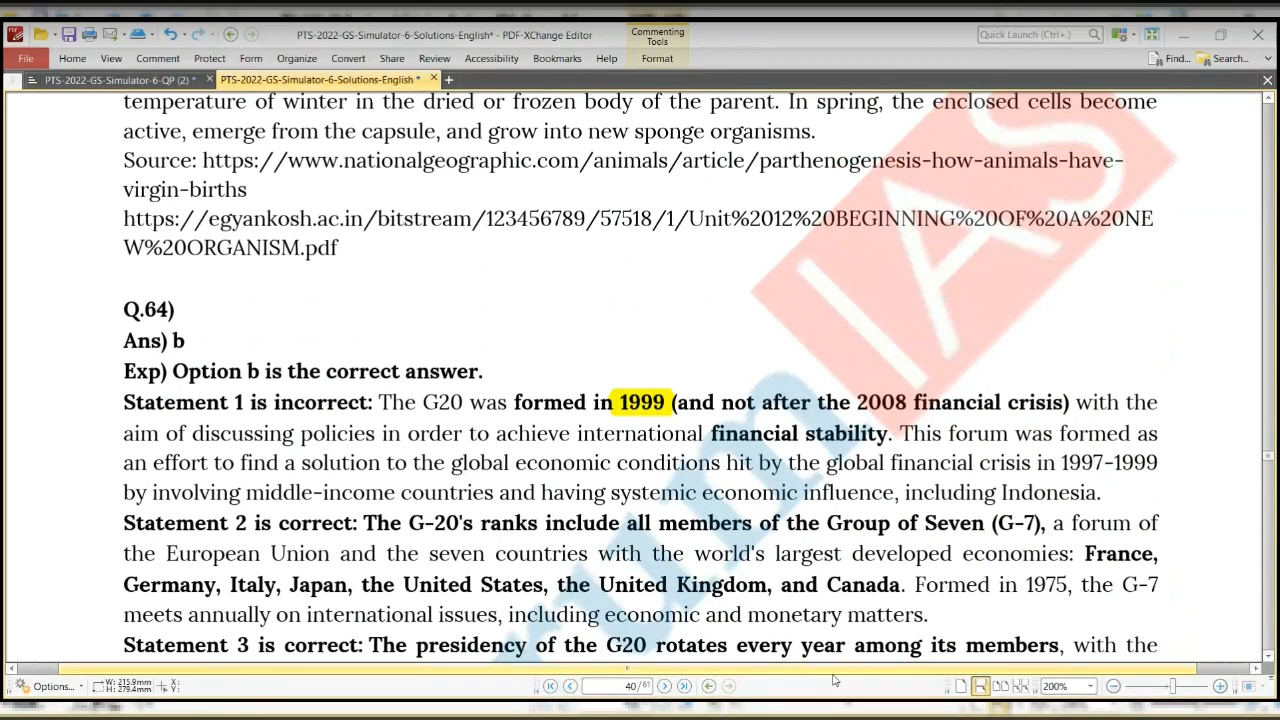 PTS-2022-GS-Simulator-6-Solutions-English* - PDF-XChange Editor
Commenting Tools
Quick Launch (Ctrl+.)
File Home View Comment Protect Form Organize Convert Share Review Bookmarks Help Accessibility Format Find... Search...
PTS-2022-GS-Simulator-6-QP (2) * PTS-2022-GS-Simulator-6-Solutions-English *
temperature of winter in the dried or frozen body of the parent. In spring, the enclosed cells become
active, emerge from the capsule, and grow into new sponge organisms.
Source: https://www.nationalgeographic.com/animals/article/parthenogenesis-how-animals-have-
virgin-births
https://egyankosh.ac.in/bitstream/123456789/57518/1/Unit%2012%20BEGINNING%20OF%20A%20NE
W%20ORGANISM.pdf
Q.64)
Ans) b
Exp) Option b is the correct answer.
Statement 1 is incorrect: The G20 was formed in 1999 (and not after the 2008 financial crisis) with the
aim of discussing policies in order to achieve international financial stability. This forum was formed as
an effort to find a solution to the global economic conditions hit by the global financial crisis in 1997-1999
by involving middle-income countries and having systemic economic influence, including Indonesia.
Statement 2 is correct: The G-20's ranks include all members of the Group of Seven (G-7), a forum of
the European Union and the seven countries with the world's largest developed economies: France,
Germany, Italy, Japan, the United States, the United Kingdom, and Canada. Formed in 1975, the G-7
meets annually on international issues, including economic and monetary matters.
Statement 3 is correct: The presidency of the G20 rotates every year among its members, with the
rum IAS
Options... W: 215.9mm H: 279.4mm X: Y: 40/61 200%